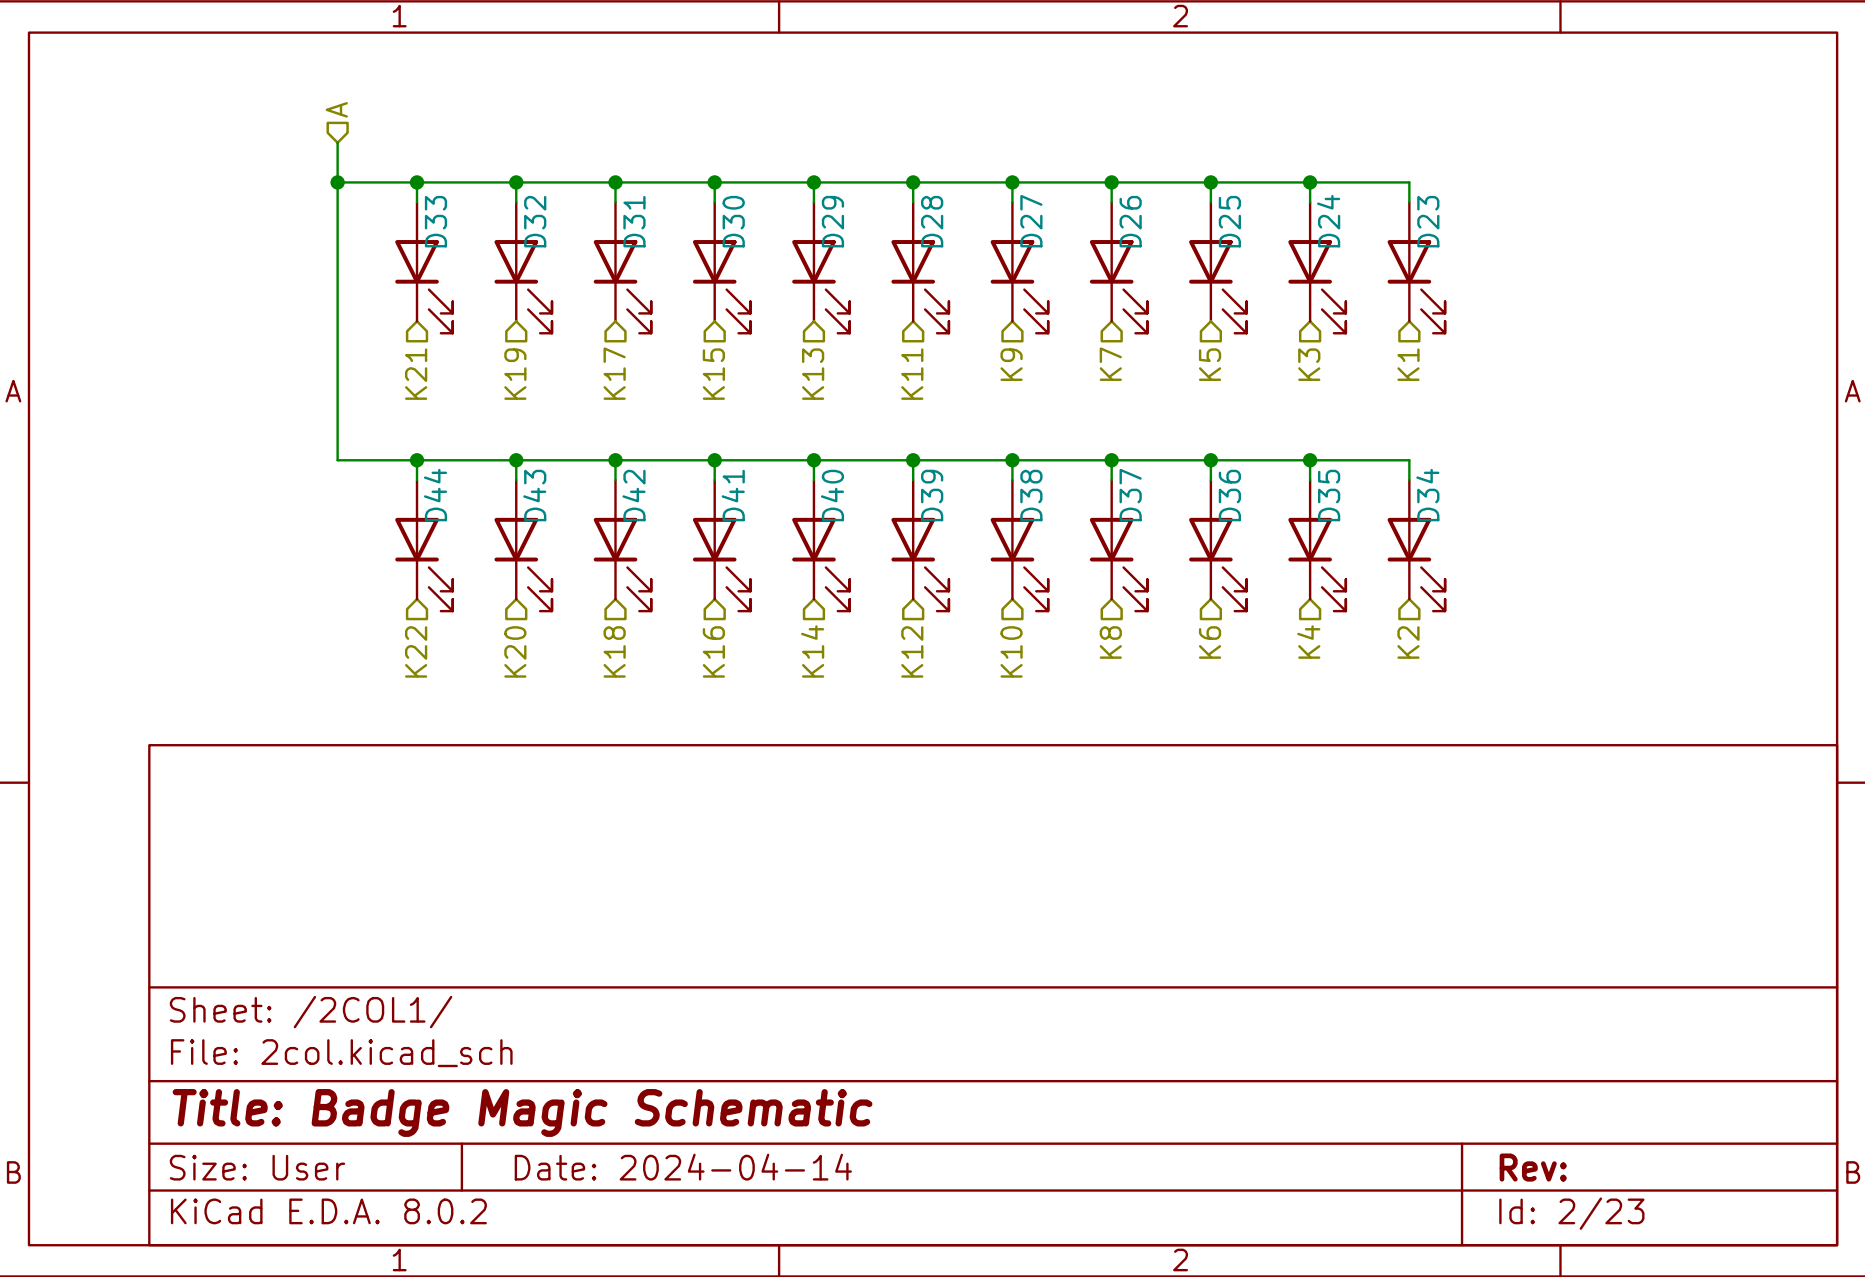 1 2
A
D33 D32 D31 D30 D29 D28 D27 D26 D25 D24 D23
K21 K19 K17 K15 K13 K11 K9 K7 K5 K3 K1
A A
D44 D43 D42 D41 D40 D39 D38 D37 D36 D35 D34
K22 K20 K18 K16 K14 K12 K10 K8 K6 K4 K2
Sheet: /2COL1/
File: 2col.kicad_sch
Title: Badge Magic Schematic
B Size: User Date: 2024-04-14 Rev: B
KiCad E.D.A. 8.0.2 Id: 2/23
1 2